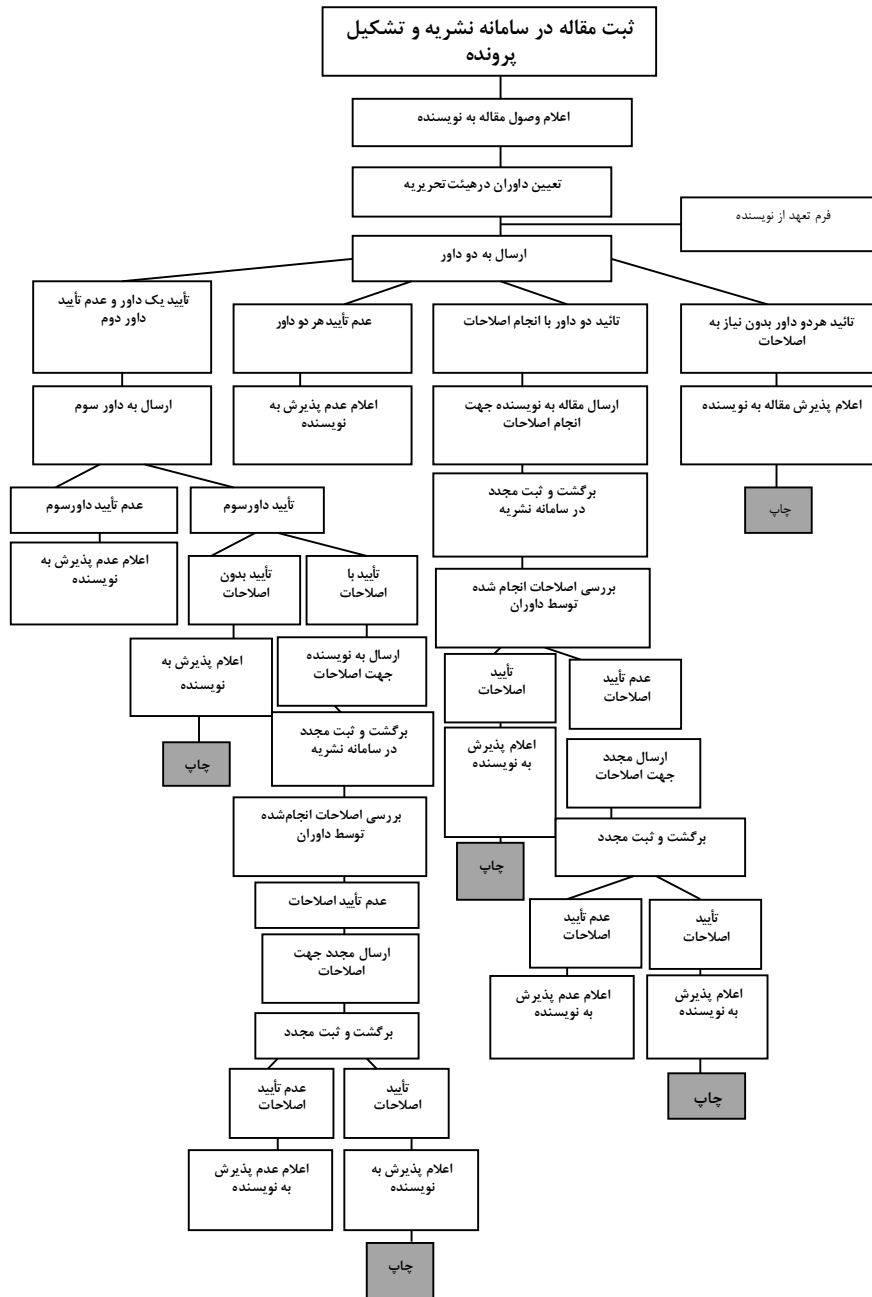 ثبت مقاله در سامانه نشریه و تشکیل
پرونده
اعلام وصول مقاله به نویسنده
تعیین داوران درهیئت‌تحریریه
فرم تعهد از نویسنده
ارسال به دو داور
تائید هردو داور بدون نیاز به
اصلاحات
تائید دو داور با انجام اصلاحات
عدم تأیید هر دو داور
تأیید یک داور و عدم تأیید
داور دوم
اعلام پذیرش مقاله به نویسنده
ارسال مقاله به نویسنده جهت
انجام اصلاحات
اعلام عدم پذیرش به
نویسنده
ارسال به داور سوم
چاپ
برگشت و ثبت مجدد
در سامانه نشریه
تأیید داورسوم
عدم تأیید داورسوم
بررسی اصلاحات انجام شده
توسط داوران
تأیید با
اصلاحات
تأیید بدون
اصلاحات
اعلام عدم پذیرش به
نویسنده
عدم تأیید
اصلاحات
تأیید
اصلاحات
ارسال به نویسنده
جهت اصلاحات
اعلام پذیرش به
نویسنده
ارسال مجدد
جهت اصلاحات
اعلام پذیرش
به نویسنده
برگشت و ثبت مجدد
در سامانه نشریه
چاپ
برگشت و ثبت مجدد
چاپ
بررسی اصلاحات انجام‌شده
توسط داوران
تأیید
اصلاحات
عدم تأیید
اصلاحات
عدم تأیید اصلاحات
اعلام پذیرش
به نویسنده
اعلام عدم پذیرش
به نویسنده
ارسال مجدد جهت
اصلاحات
چاپ
برگشت و ثبت مجدد
تأیید
اصلاحات
عدم تأیید
اصلاحات
اعلام پذیرش به
نویسنده
اعلام عدم پذیرش
به نویسنده
چاپ